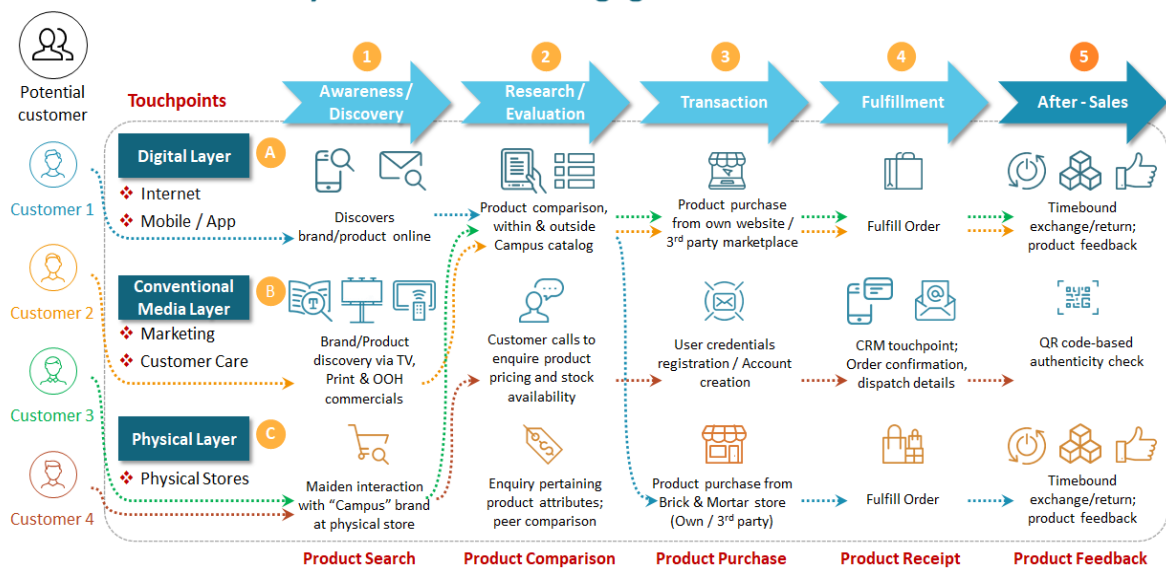 1
2
3
4
5
Potential
customer
Touchpoints
Awareness /
Discovery
Research /
Evaluation
Transaction
Fulfillment
After - Sales
Customer 1
Digital Layer
A
Internet
Mobile / App
Discovers
brand/product online
Product comparison,
within & outside
Campus catalog
Product purchase
from own website /
3rd party marketplace
Fulfill Order
Timebound
exchange/return;
product feedback
Customer 2
Conventional
Media Layer
B
Marketing
Customer Care
Brand/Product
discovery via TV,
Print & OOH
commercials
Customer calls to
enquire product
pricing and stock
availability
User credentials
registration / Account
creation
CRM touchpoint;
Order confirmation,
dispatch details
QR code-based
authenticity check
Customer 3
Physical Layer
C
Physical Stores
Maiden interaction
with “Campus” brand
at physical store
Enquiry pertaining
product attributes;
peer comparison
Product purchase from
Brick & Mortar store
(Own / 3rd party)
Fulfill Order
Timebound
exchange/return;
product feedback
Customer 4
Product Search
Product Comparison
Product Purchase
Product Receipt
Product Feedback